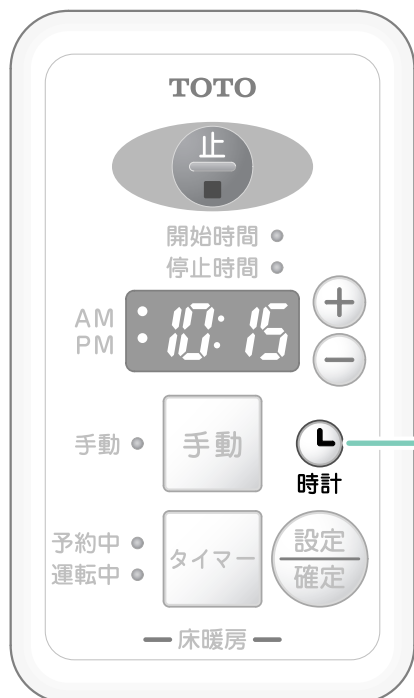 TOTO
止
開始時間
停止時間
AM
PM
10:15
+
−
手動
手動
時計
予約中
運転中
タイマー
設定
確定
床暖房